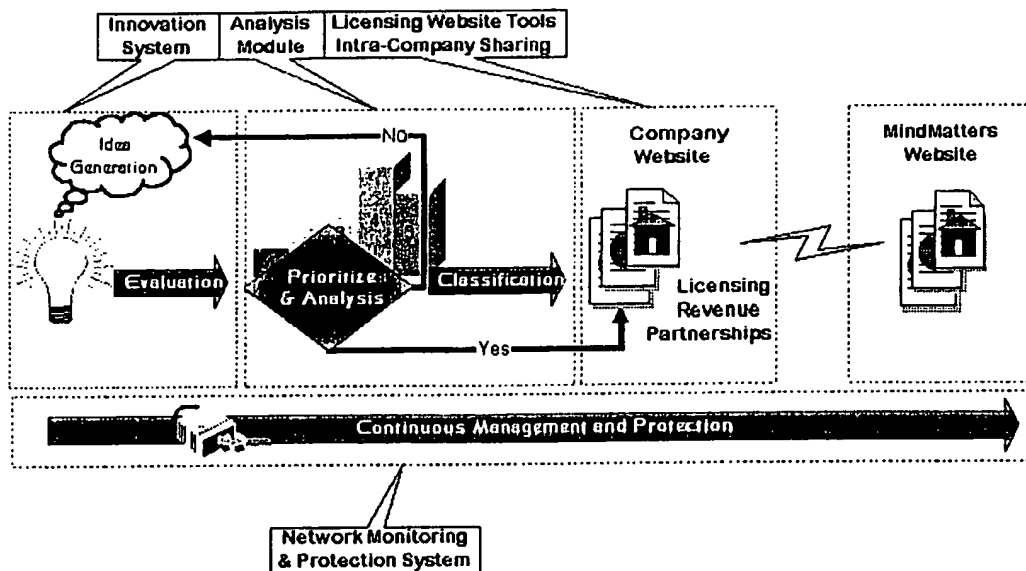 Innovation System
Analysis Module
Licensing Website Tools
Intra-Company Sharing
Idea Generation
No
Company Website
MindMatters Website
Evaluation
Prioritize & Analysis
Classification
Licensing
Revenue
Partnerships
Yes
Continuous Management and Protection
Network Monitoring
& Protection System